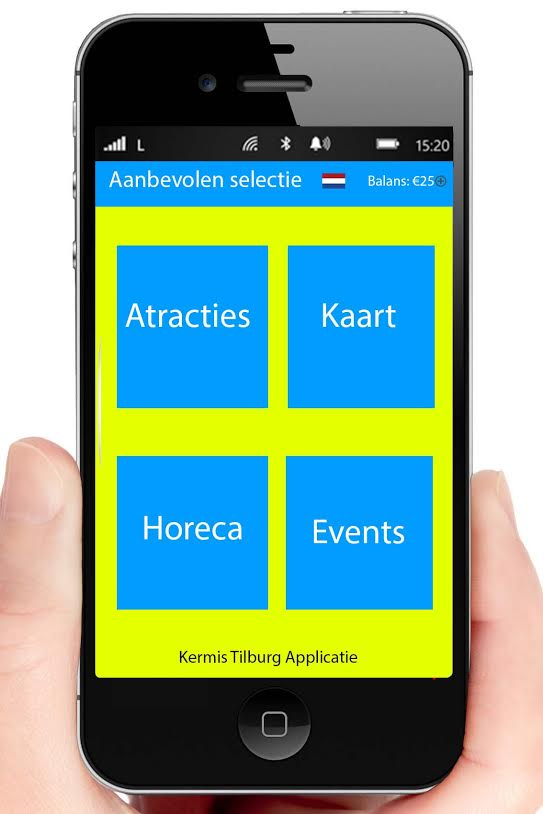 L 15:20
Aanbevolen selectie Balans: €25
Atracties Kaart
Horeca Events
Kermis Tilburg Applicatie